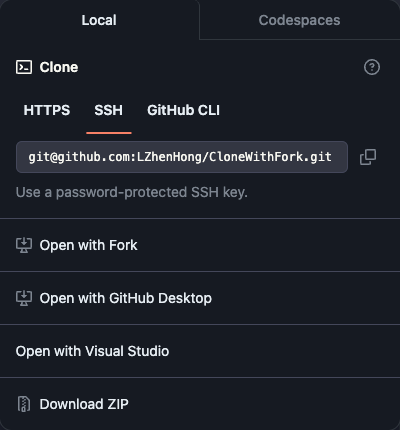 Local
Codespaces
Clone
HTTPS
SSH
GitHub CLI
git@github.com:LZhenHong/CloneWithFork.git
Use a password-protected SSH key.
Open with Fork
Open with GitHub Desktop
Open with Visual Studio
Download ZIP